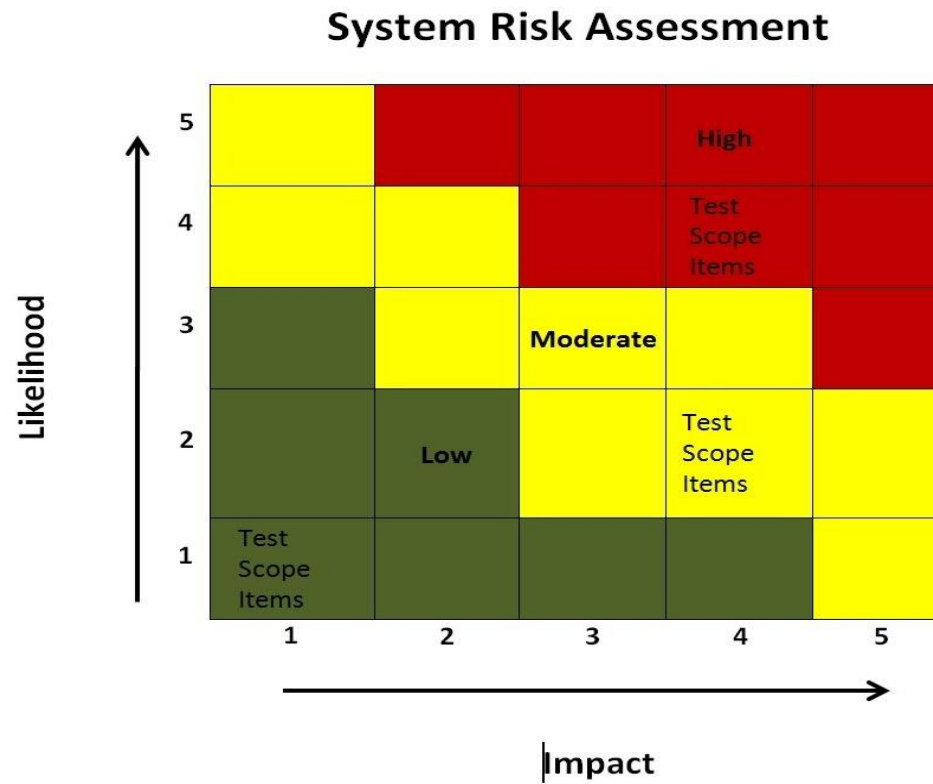 System Risk Assessment
5
High
4
Test
Scope
Items
Likelihood
3
Moderate
2
Low
Test
Scope
Items
1
Test
Scope
Items
1 2 3 4 5
Impact